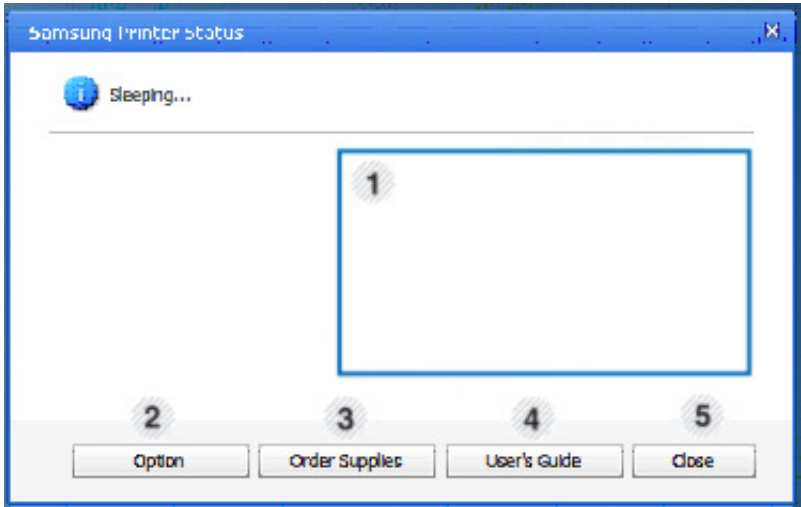 Samsung Printer Status
Sleeping...
1
2 3 4 5
Option Order Supplies User's Guide Close